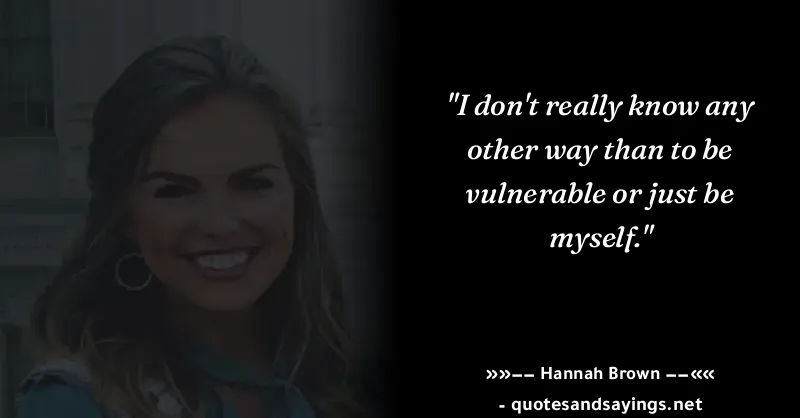 "I don't really know any
other way than to be
vulnerable or just be
myself."
»»—– Hannah Brown —–««
- quotesandsayings.net